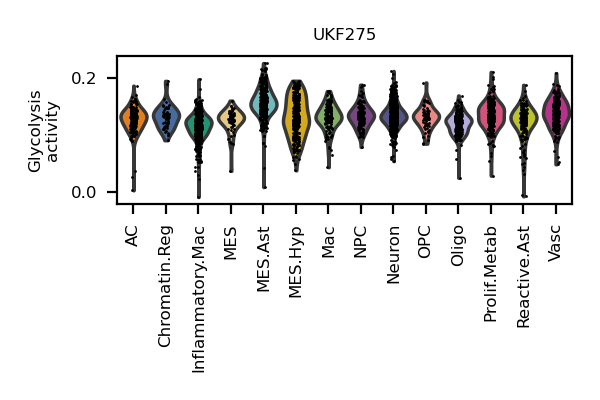 UKF275
Glycolysis
activity
0.2
0.0
AC
Chromatin.Reg
Inflammatory.Mac
MES
MES.Ast
MES.Hyp
Mac
NPC
Neuron
OPC
Oligo
Prolif.Metab
Reactive.Ast
Vasc